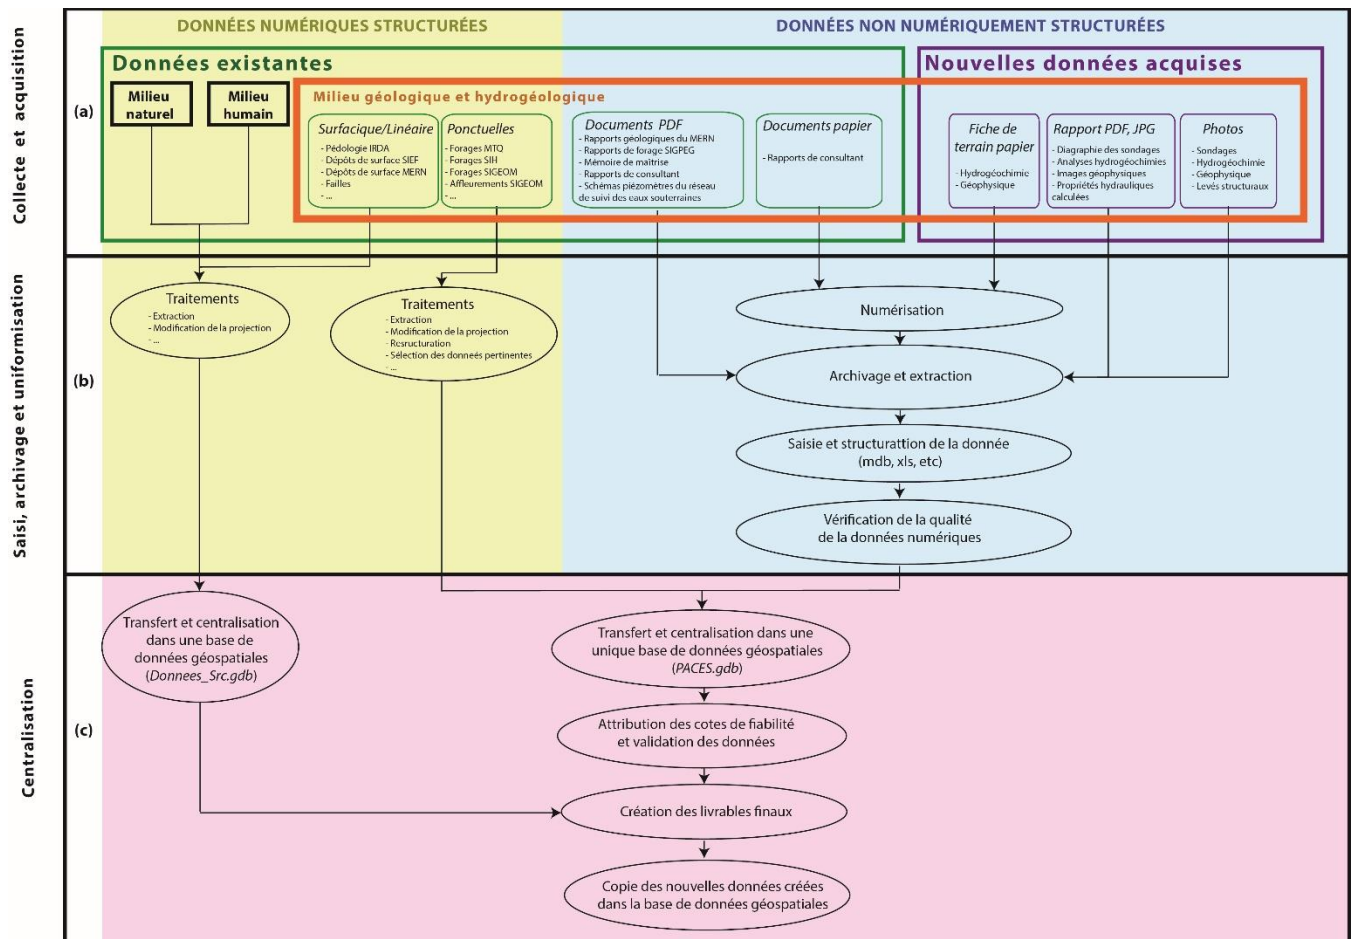 DONNÉES NUMÉRIQUES STRUCTURÉES
DONNÉES NON NUMÉRIQUEMENT STRUCTURÉES
Collecte et acquisition
(a)
Données existantes
Nouvelles données acquises
Milieu
naturel
Milieu
humain
Milieu géologique et hydrogéologique
Surfacique/Linéaire
- Pédologie IRDA
- Dépôts de surface SIEF
- Dépôts de surface MERN
- Failles
- ...
Ponctuelles
- Forages MTQ
- Forages SIH
- Forages SIGEOM
- Affleurements SIGEOM
- ...
Documents PDF
- Rapports géologiques du MERN
- Rapports de forage SIGPEG
- Mémoire de maîtrise
- Rapports de consultant
- Schémas piézomètres du réseau
de suivi des eaux souterraines
Documents papier
- Rapports de consultant
Fiche de
terrain papier
- Hydrogéochimie
- Géophysique
Rapport PDF, JPG
- Diagraphie des sondages
- Analyses hydrogéochimies
- Images géophysiques
- Propriétés hydrauliques
calculées
Photos
- Sondages
- Hydrogéochimie
- Géophysique
- Levés structuraux
Saisi, archivage et uniformisation
(b)
Traitements
- Extraction
- Modification de la projection
- ...
Traitements
- Extraction
- Modification de la projection
- Resructuration
- Sélection des données pertinentes
- ...
Numérisation
Archivage et extraction
Saisie et structurattion de la donnée
(mdb, xls, etc)
Vérification de la qualité
de la données numériques
Centralisation
(c)
Transfert et centralisation
dans une base de
données géospatiales
(Donnees_Src.gdb)
Transfert et centralisation dans une
unique base de données géospatiales
(PACES.gdb)
Attribution des cotes de fiabilité
et validation des données
Création des livrables finaux
Copie des nouvelles données créées
dans la base de données géospatiales